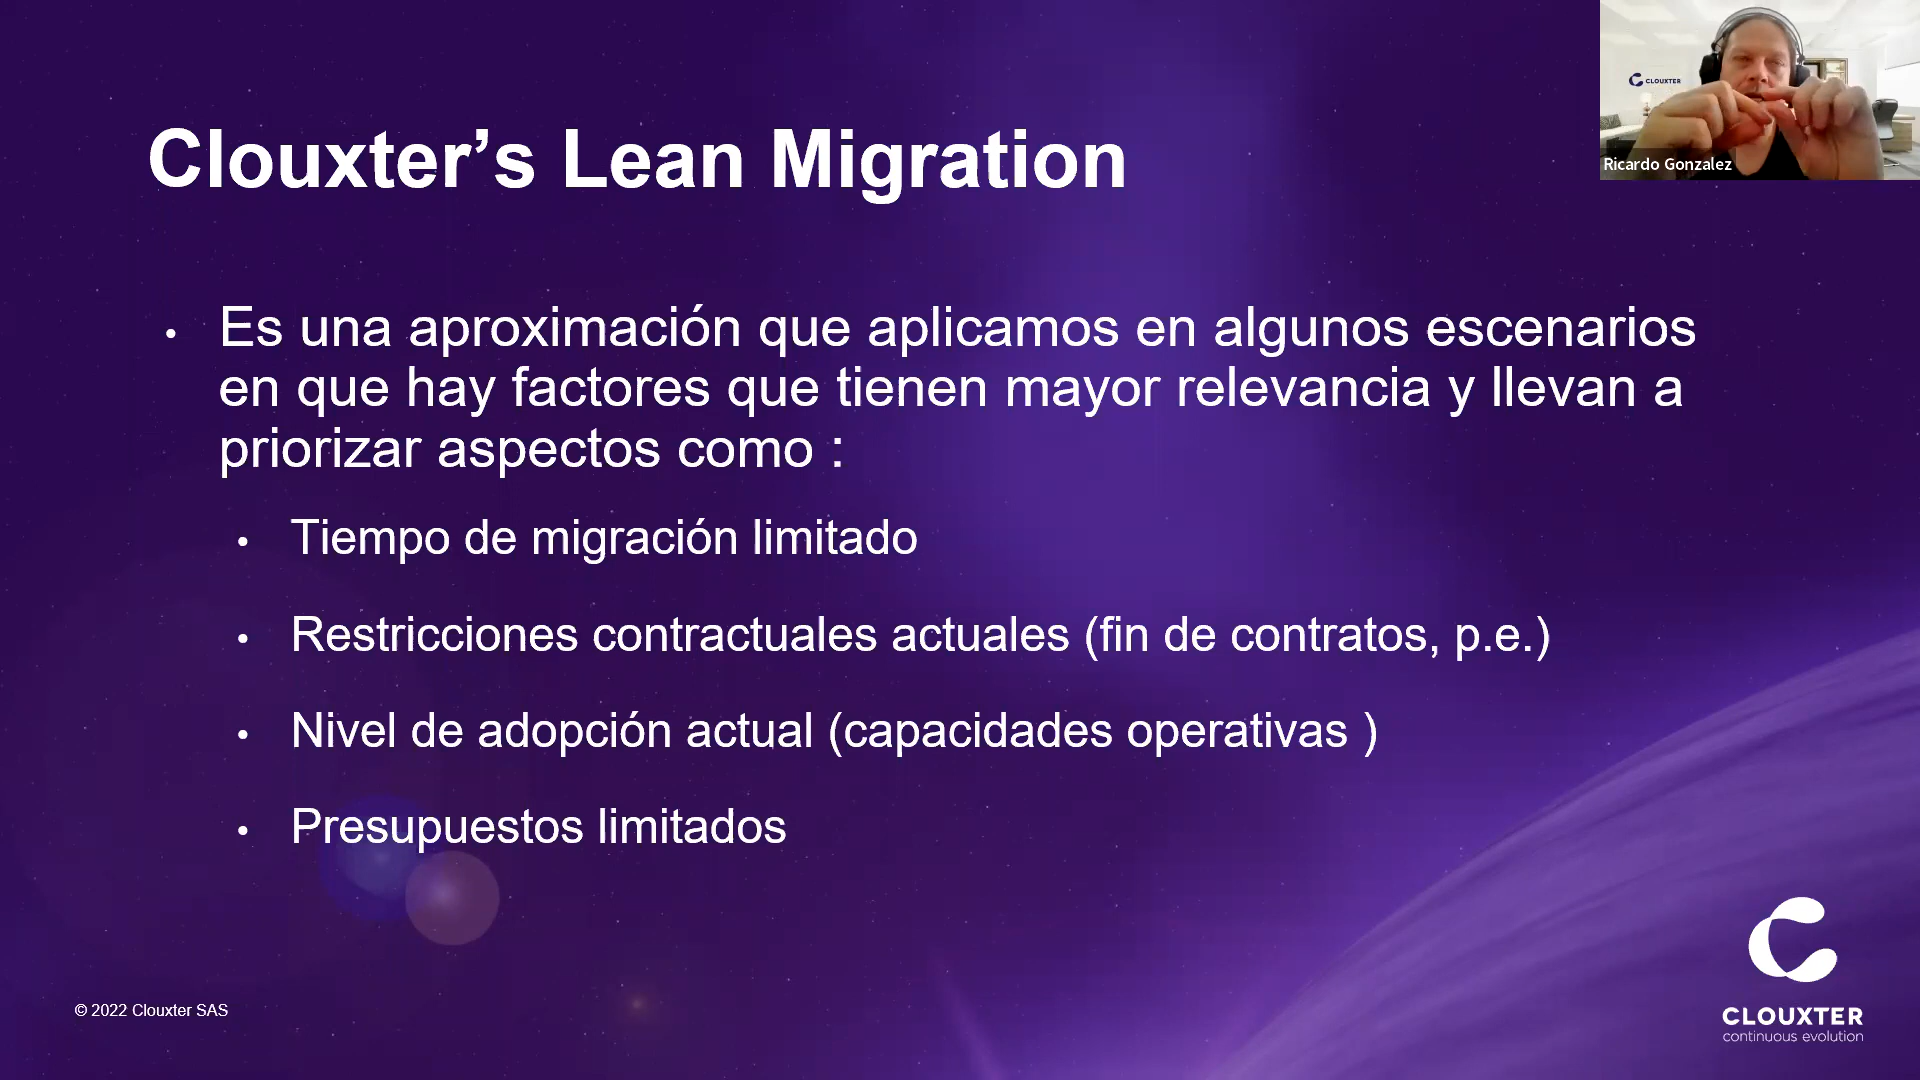 CLOUXTER
Ricardo Gonzalez
Clouxter’s Lean Migration
• Es una aproximación que aplicamos en algunos escenarios
en que hay factores que tienen mayor relevancia y llevan a
priorizar aspectos como :
• Tiempo de migración limitado
• Restricciones contractuales actuales (fin de contratos, p.e.)
• Nivel de adopción actual (capacidades operativas )
• Presupuestos limitados
© 2022 Clouxter SAS
CLOUXTER
continuous evolution